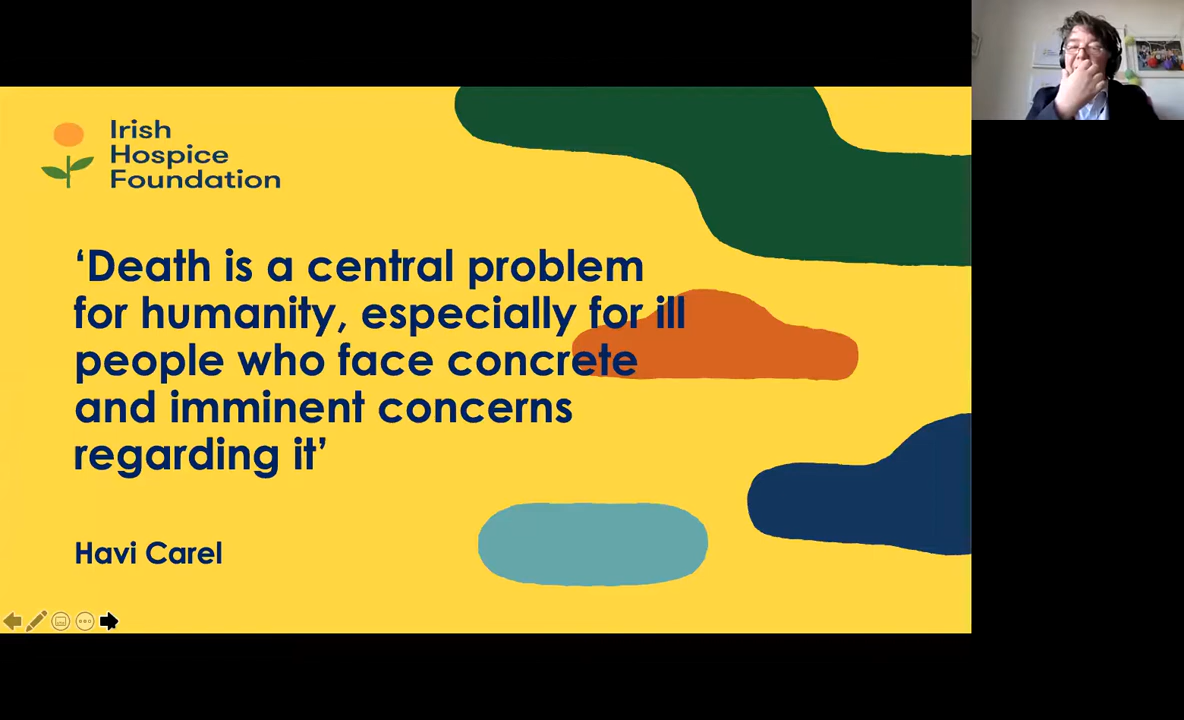 Irish
Hospice
Foundation
‘Death is a central problem
for humanity, especially for ill
people who face concrete
and imminent concerns
regarding it’
Havi Carel